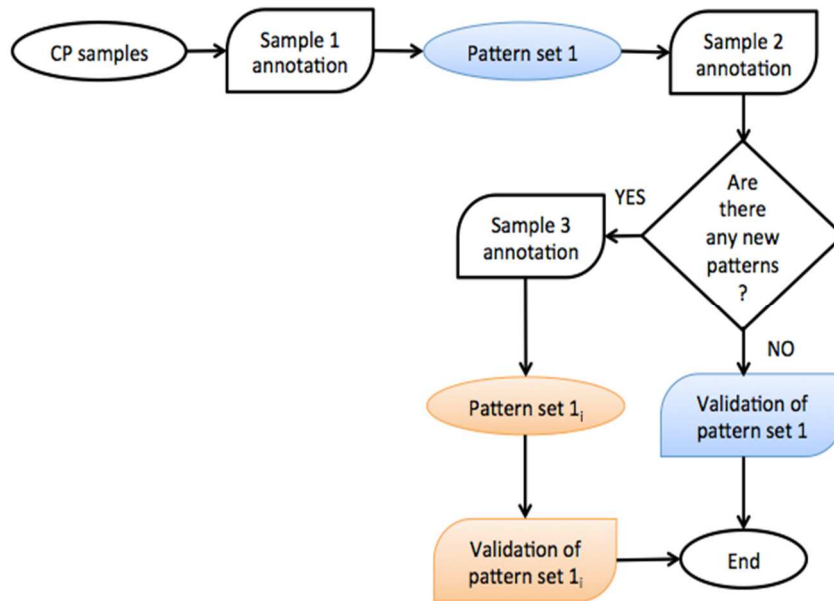 CP samples
Sample 1
annotation
Pattern set 1
Sample 2
annotation
Are
there
any new
patterns
?
YES
Sample 3
annotation
NO
Pattern set 1i
Validation of
pattern set 1
Validation of
pattern set 1i
End